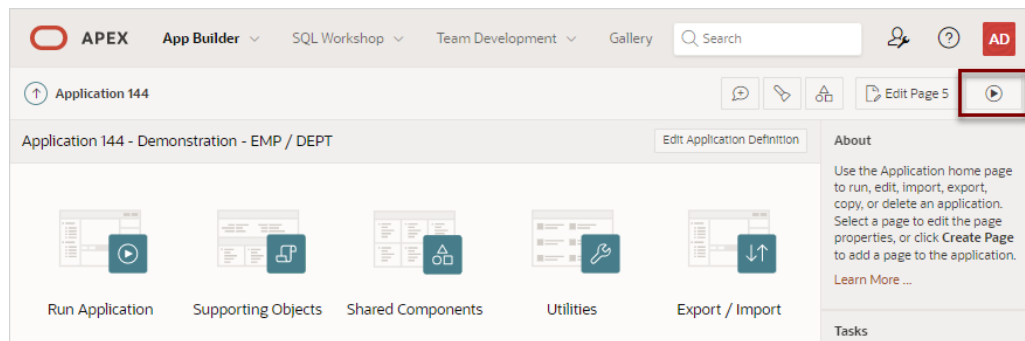 APEX App Builder SQL Workshop Team Development Gallery Search AD
Application 144 Edit Page 5
Application 144 - Demonstration - EMP / DEPT Edit Application Definition
Run Application Supporting Objects Shared Components Utilities Export / Import
About
Use the Application home page
to run, edit, import, export,
copy, or delete an application.
Select a page to edit the page
properties, or click Create Page
to add a page to the application.
Learn More ...
Tasks